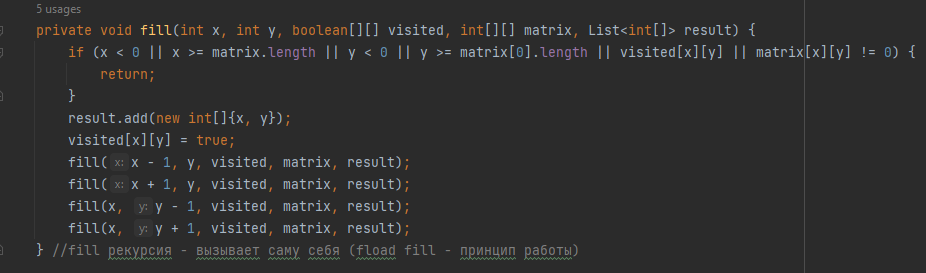 5 usages
private void fill(int x, int y, boolean[][] visited, int[][] matrix, List<int[]> result) {
if (x < 0 || x >= matrix.length || y < 0 || y >= matrix[0].length || visited[x][y] || matrix[x][y] != 0) {
return;
}
result.add(new int[]{x, y});
visited[x][y] = true;
fill( x: x - 1, y, visited, matrix, result);
fill( x: x + 1, y, visited, matrix, result);
fill(x, y: y - 1, visited, matrix, result);
fill(x, y: y + 1, visited, matrix, result);
} //fill рекурсия - вызывает саму себя (fload fill - принцип работы)